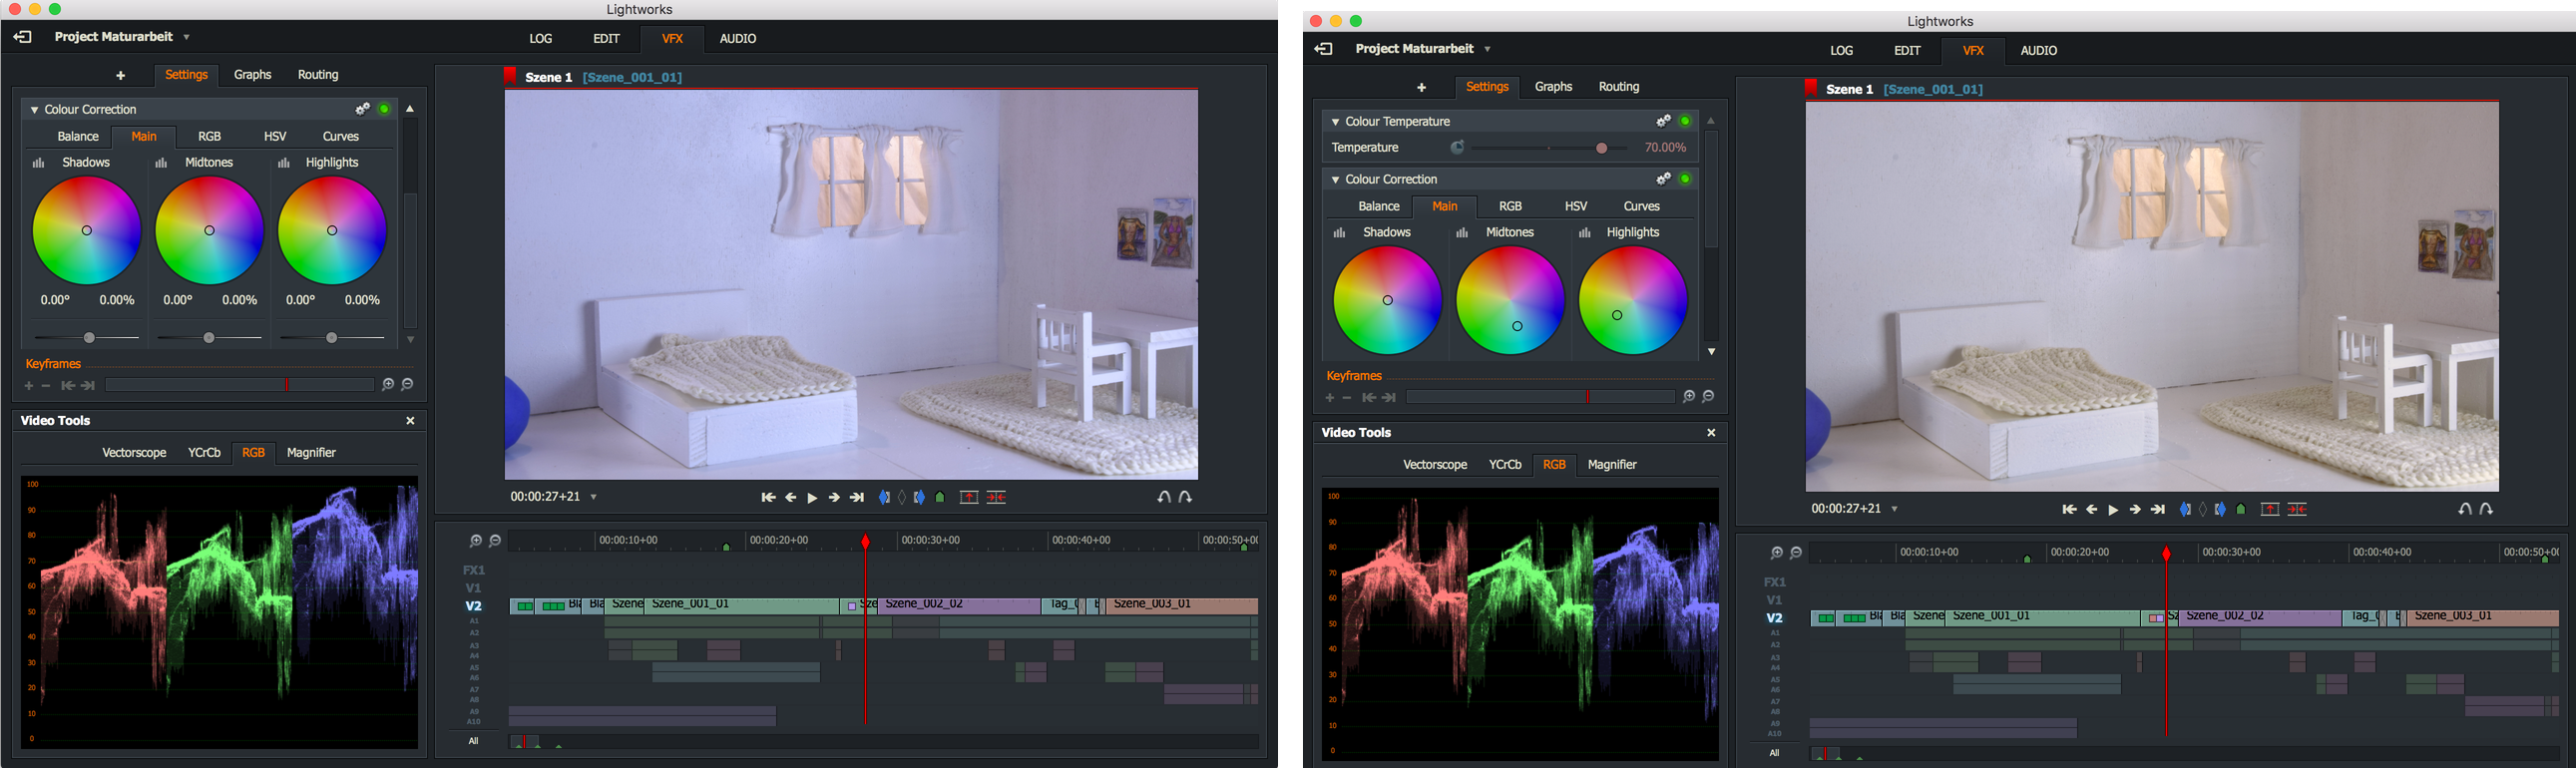 Lightworks
Project Maturarbeit
LOG EDIT VFX AUDIO
+ Settings Graphs Routing
Colour Correction
Balance Main RGB HSV Curves
Shadows Midtones Highlights
0.00° 0.00% 0.00° 0.00% 0.00° 0.00%
Keyframes
Video Tools
Vectorscope YCrCb RGB Magnifier
100
90
80
70
60
50
40
30
20
10
0
Szene 1 [Szene_001_01]
00:00:27+21
00:00:10+00 00:00:20+00 00:00:30+00 00:00:40+00 00:00:50+00
FX1
V1
V2 Bla Bla Szene Szene_001_01 Sze Szene_002_02 Tag_ Szene_003_01
A1
A2
A3
A4
A5
A6
A7
A8
A9
A10
All
Lightworks
Project Maturarbeit
LOG EDIT VFX AUDIO
+ Settings Graphs Routing
Colour Temperature
Temperature 70.00%
Colour Correction
Balance Main RGB HSV Curves
Shadows Midtones Highlights
Keyframes
Video Tools
Vectorscope YCrCb RGB Magnifier
100
90
80
70
60
50
40
30
20
10
0
Szene 1 [Szene_001_01]
00:00:27+21
00:00:10+00 00:00:20+00 00:00:30+00 00:00:40+00 00:00:50+00
FX1
V1
V2 Bla Bla Szene Szene_001_01 Sz Szene_002_02 Tag_ Szene_003_01
A1
A2
A3
A4
A5
A6
A7
A8
A9
A10
All